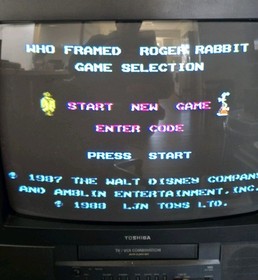 WHO FRAMED ROGER RABBIT
GAME SELECTION
START NEW GAME
ENTER CODE
PRESS START
© 1987 THE WALT DISNEY COMPAN
AND AMBLIN ENTERTAINMENT, INC.
© 1988 LJN TOYS LTD.
TOSHIBA